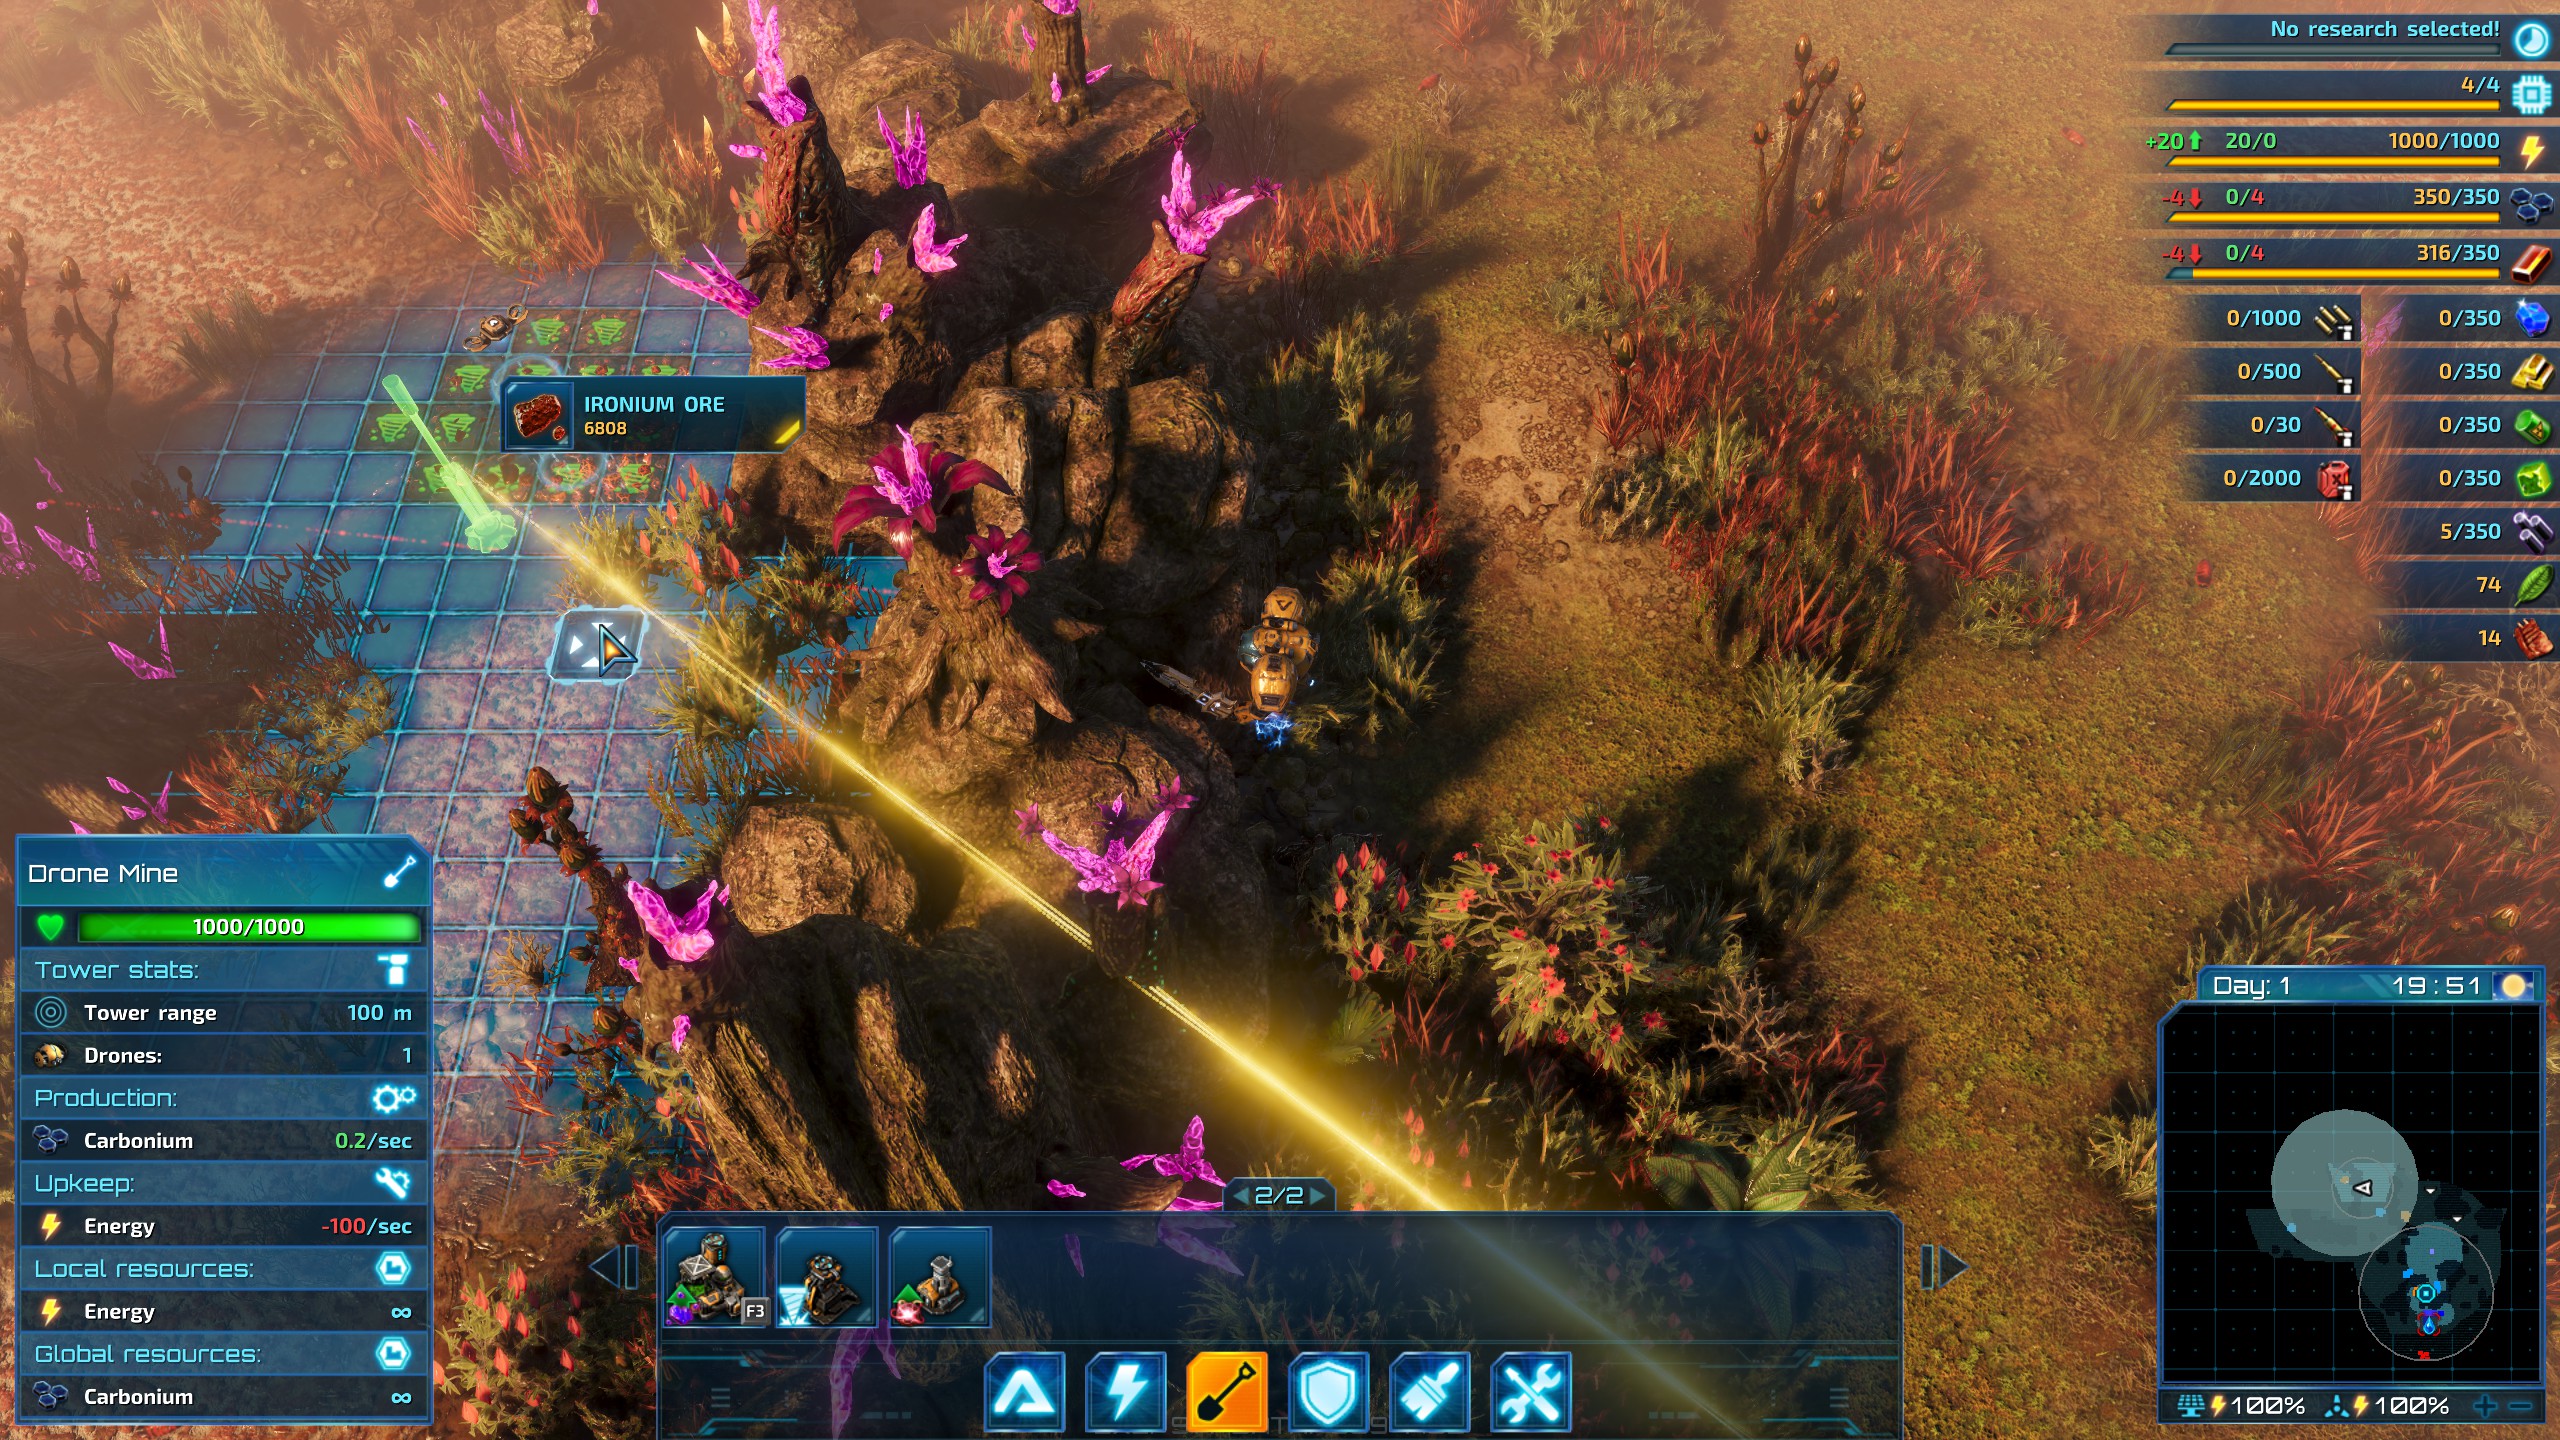 No research selected!
4/4
+20 20/0 1000/1000
-4 0/4 350/350
-4 0/4 316/350
0/1000 0/350
0/500 0/350
0/30 0/350
0/2000 0/350
5/350
74
14
IRONIUM ORE
6808
Drone Mine
1000/1000
Tower stats:
Tower range 100 m
Drones: 1
Production:
Carbonium 0.2/sec
Upkeep:
Energy -100/sec
Local resources:
Energy ∞
Global resources:
Carbonium ∞
2/2
F3
Day: 1 19:51
100% 100%